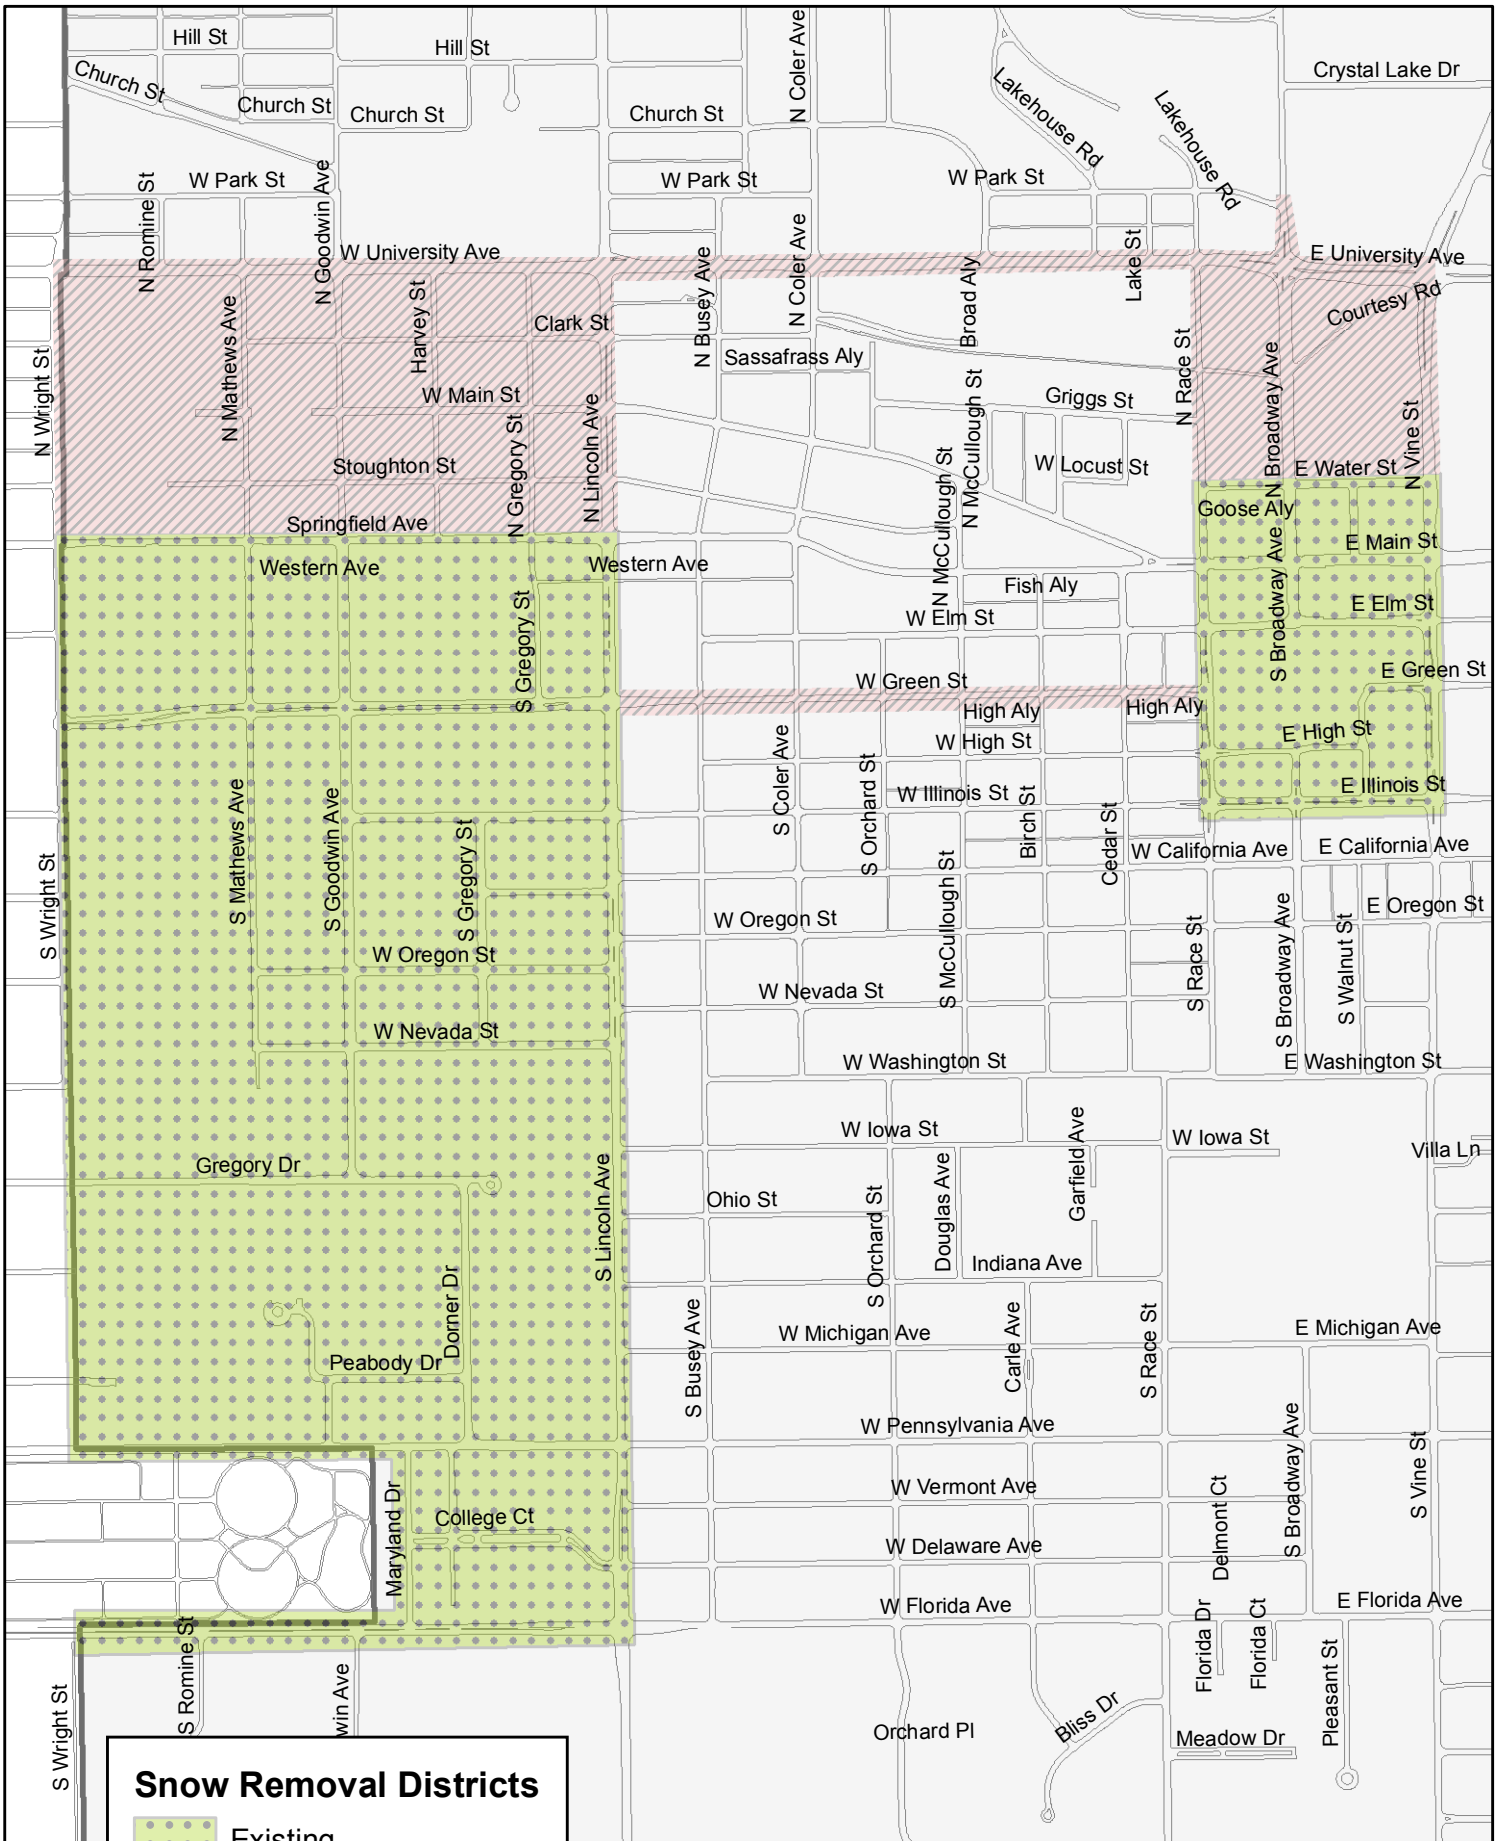 Hill St
Hill St
N Coler Ave
Crystal Lake Dr
Church St
Church St
Church St
Church St
Lakehouse Rd
Lakehouse Rd
N Romine St
W Park St
N Goodwin Ave
W Park St
W Park St
W University Ave
N Busey Ave
N Coler Ave
Broad Aly
Lake St
E University Ave
Courtesy Rd
N Wright St
N Mathews Ave
Harvey St
Clark St
Sassafrass Aly
N Race St
N Broadway Ave
W Main St
N Gregory St
N Lincoln Ave
N McCullough St
Griggs St
N Vine St
Stoughton St
N McCullough St
W Locust St
E Water St
Springfield Ave
Goose Aly
E Main St
Western Ave
Western Ave
Fish Aly
S Broadway Ave
S Gregory St
W Elm St
E Elm St
W Green St
E Green St
High Aly
High Aly
W High St
E High St
S Mathews Ave
S Goodwin Ave
S Gregory St
S Coler Ave
S Orchard St
W Illinois St
Birch St
Cedar St
E Illinois St
W California Ave
E California Ave
S Wright St
W Oregon St
W Oregon St
S McCullough St
S Race St
S Broadway Ave
S Walnut St
E Oregon St
W Nevada St
W Nevada St
W Washington St
E Washington St
W Iowa St
Garfield Ave
W Iowa St
Villa Ln
Gregory Dr
S Lincoln Ave
Ohio St
S Orchard St
Douglas Ave
Indiana Ave
Dorner Dr
Peabody Dr
S Busey Ave
W Michigan Ave
Carle Ave
S Race St
E Michigan Ave
W Pennsylvania Ave
S Broadway Ave
S Vine St
Maryland Dr
College Ct
W Vermont Ave
Delmont Ct
W Delaware Ave
W Florida Ave
E Florida Ave
S Wright St
S Romine St
win Ave
Florida Dr
Florida Ct
Pleasant St
Orchard Pl
Bliss Dr
Meadow Dr
Snow Removal Districts
Existing